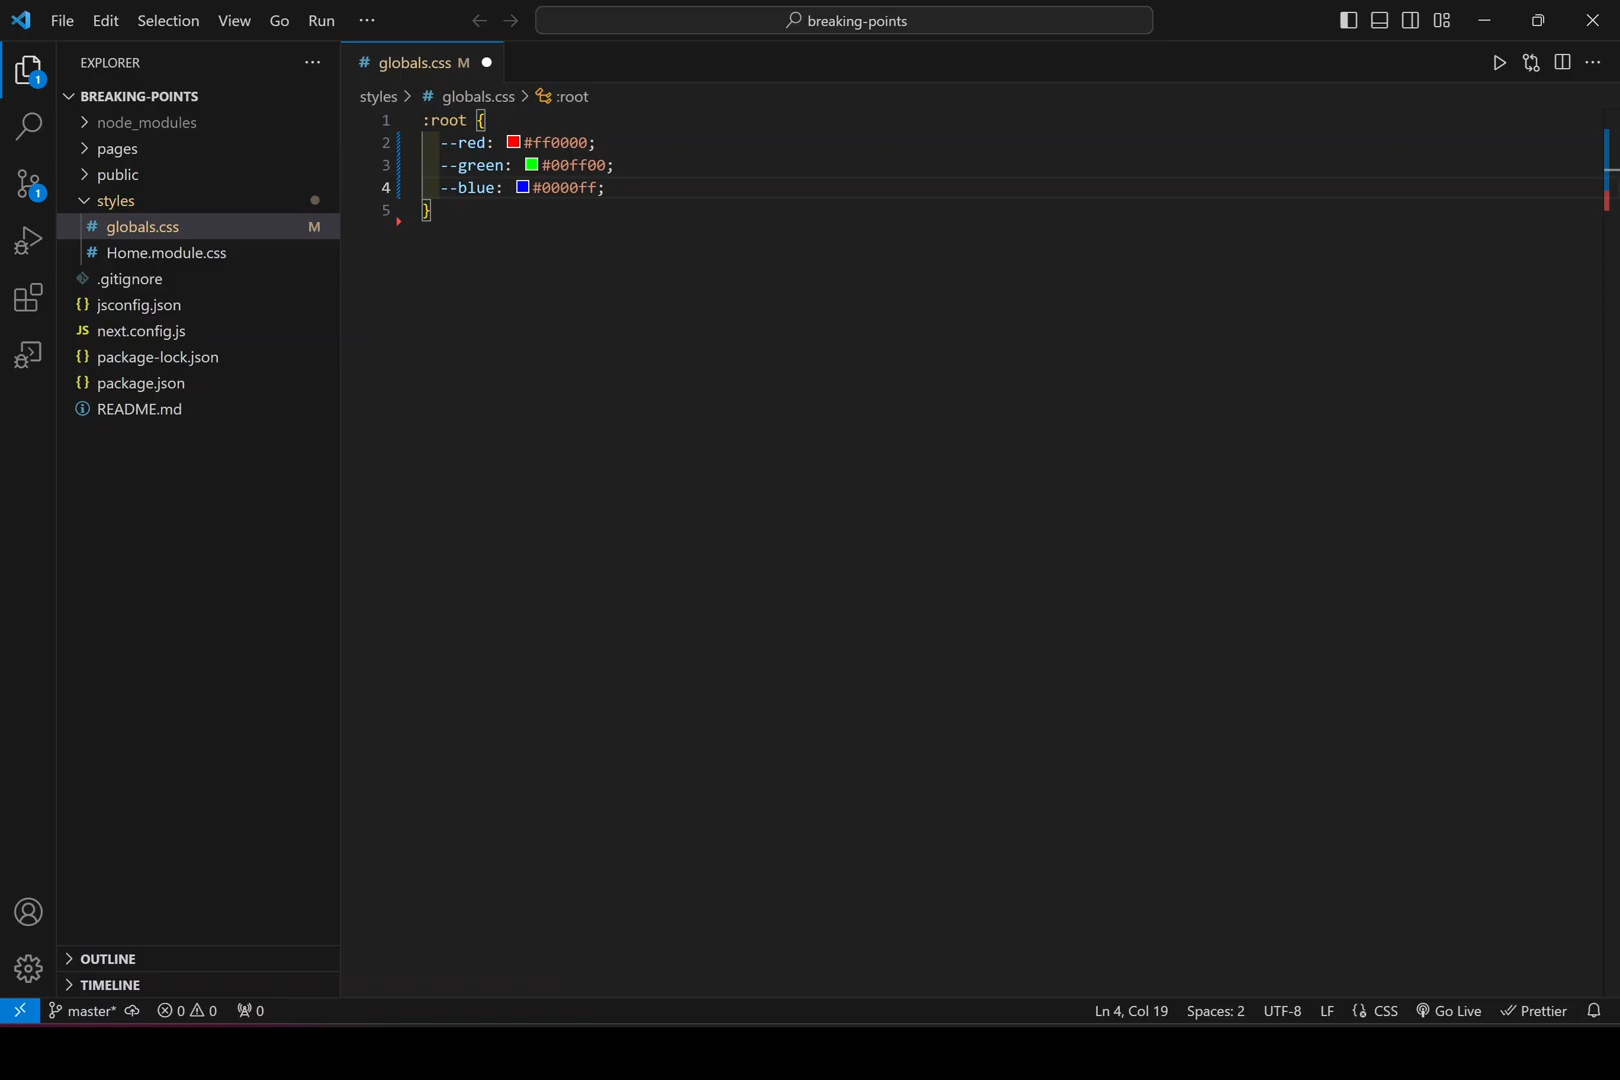 File Edit Selection View Go Run ··· breaking-points
EXPLORER ···
BREAKING-POINTS
node_modules
pages
public
styles
# globals.css M
# Home.module.css
.gitignore
{} jsconfig.json
JS next.config.js
{} package-lock.json
{} package.json
README.md
OUTLINE
TIMELINE
1
1
# globals.css M
styles > # globals.css > :root
1 :root {
2 --red: #ff0000;
3 --green: #00ff00;
4 --blue: #0000ff;
5 }
master* 0 0 0 Ln 4, Col 19 Spaces: 2 UTF-8 LF {} CSS Go Live Prettier